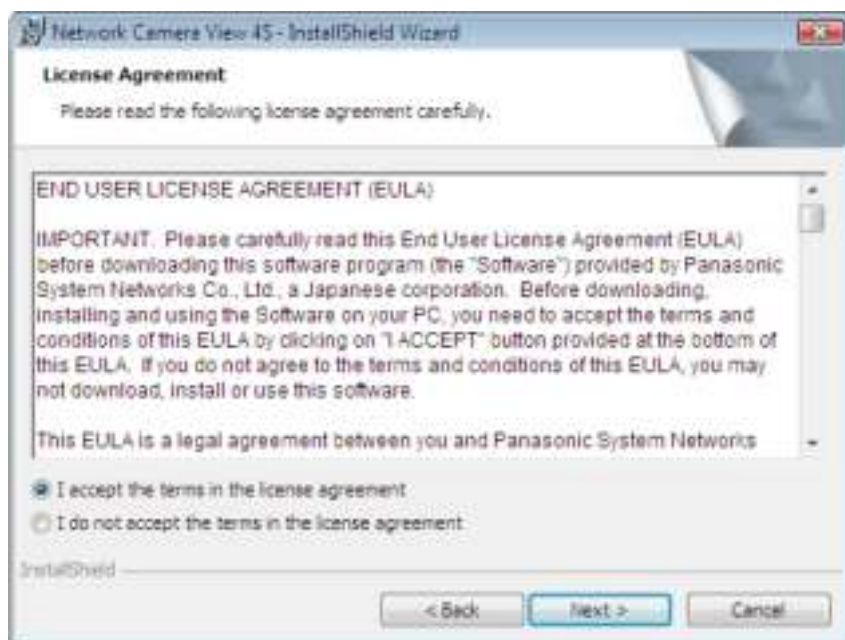 Network Camera View 4S - InstallShield Wizard
License Agreement
Please read the following license agreement carefully.
END USER LICENSE AGREEMENT (EULA)
IMPORTANT. Please carefully read this End User License Agreement (EULA)
before downloading this software program (the "Software") provided by Panasonic
System Networks Co., Ltd., a Japanese corporation. Before downloading,
installing and using the Software on your PC, you need to accept the terms and
conditions of this EULA by clicking on "I ACCEPT" button provided at the bottom of
this EULA. If you do not agree to the terms and conditions of this EULA, you may
not download, install or use this software.
This EULA is a legal agreement between you and Panasonic System Networks
I accept the terms in the license agreement
I do not accept the terms in the license agreement
InstallShield
< Back
Next >
Cancel